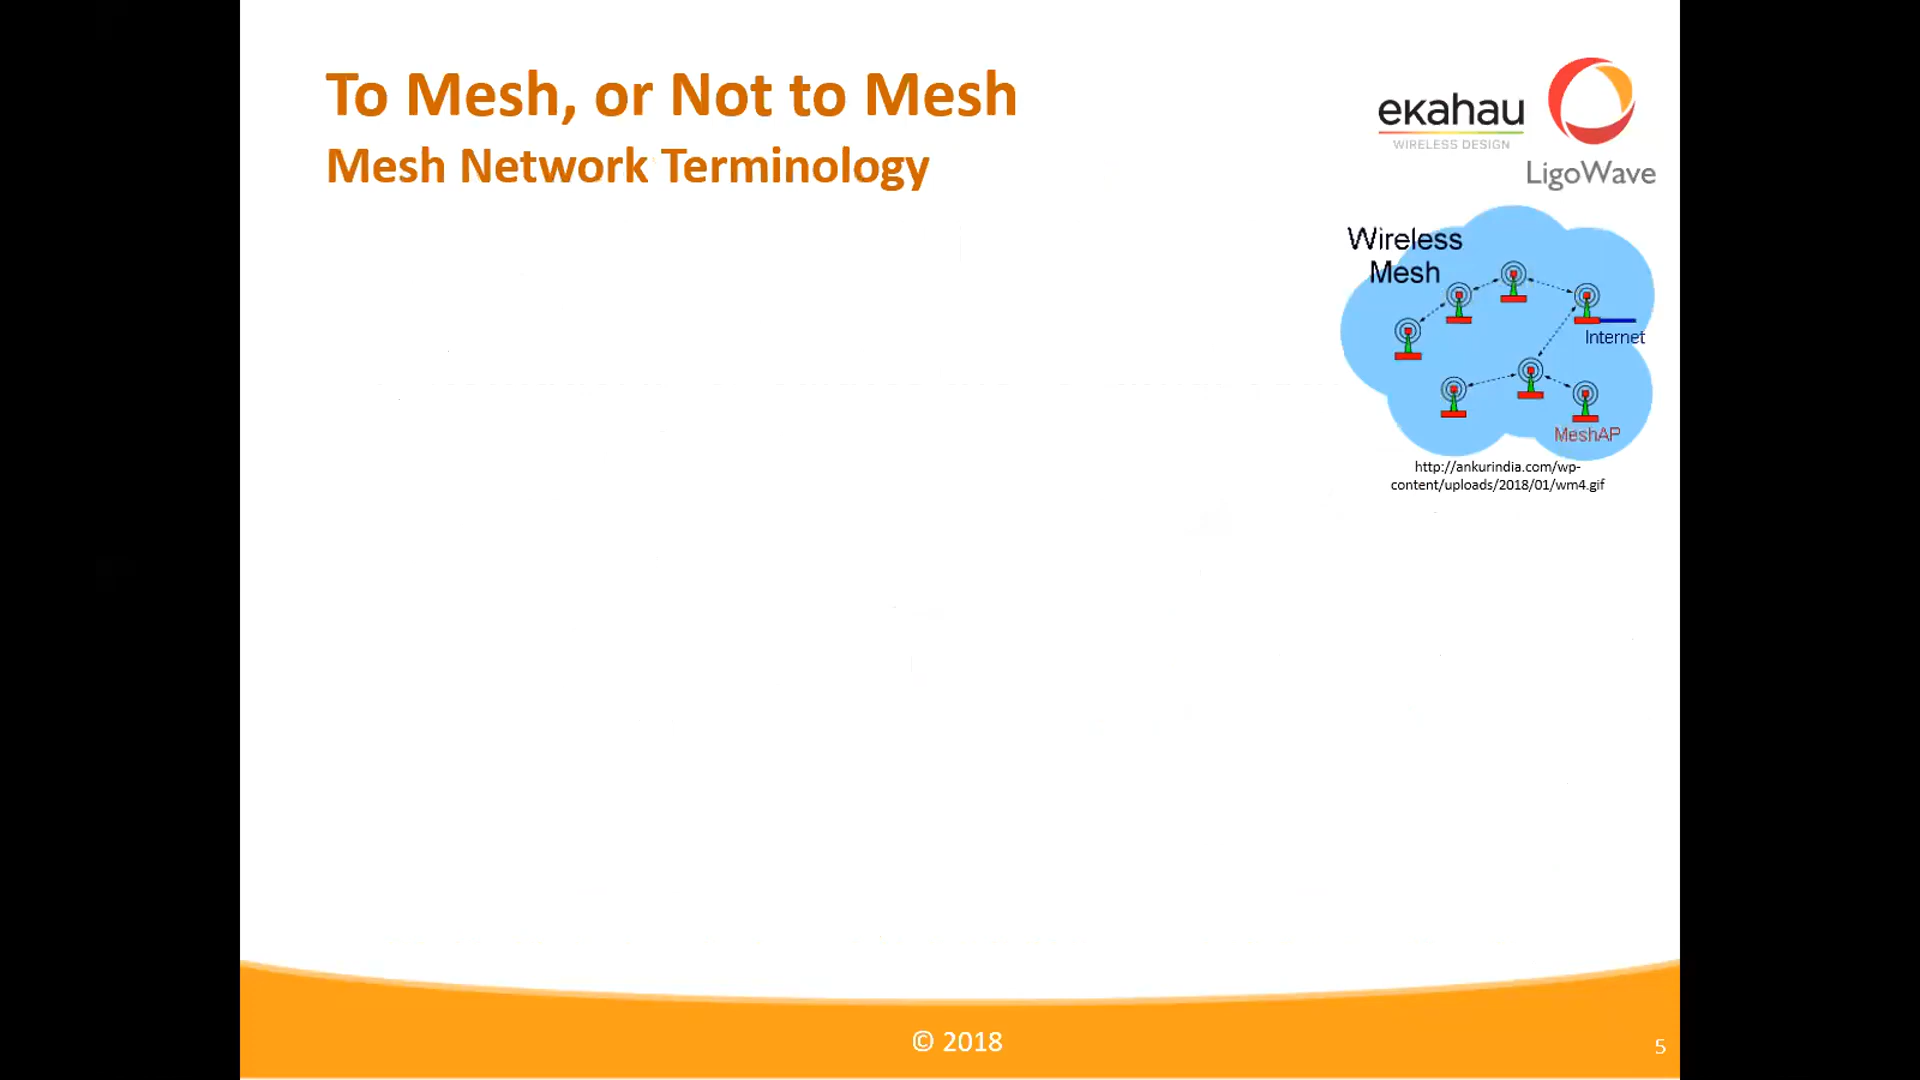 To Mesh, or Not to Mesh
Mesh Network Terminology
ekahau
WIRELESS DESIGN
LigoWave
Wireless
Mesh
Internet
MeshAP
http://ankurindia.com/wp-
content/uploads/2018/01/wm4.gif
© 2018
5